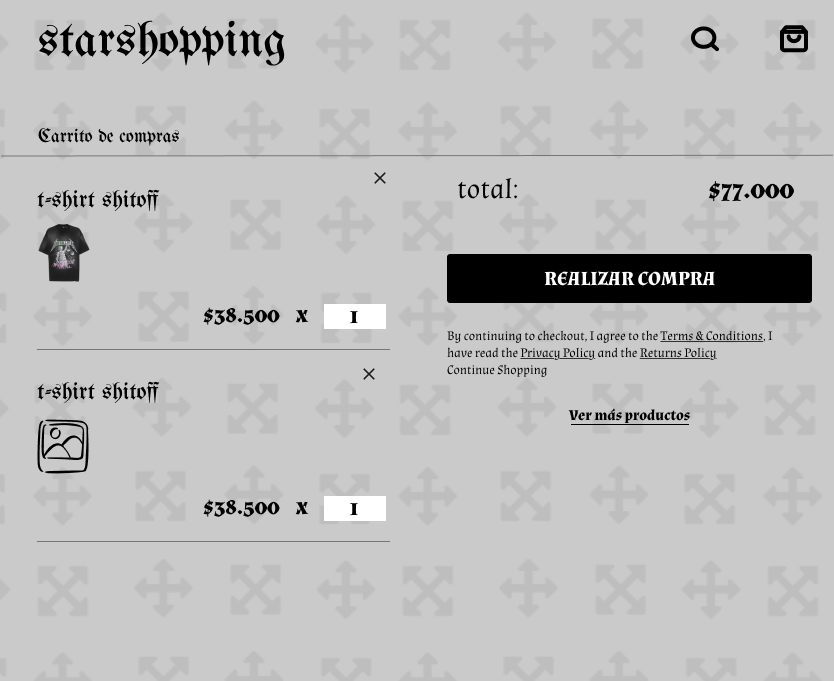 starshopping
Carrito de compras
t-shirt shitoff
$38.500 X 1
t-shirt shitoff
$38.500 X 1
total: $77.000
REALIZAR COMPRA
By continuing to checkout, I agree to the Terms & Conditions, I
have read the Privacy Policy and the Returns Policy
Continue Shopping
Ver más productos